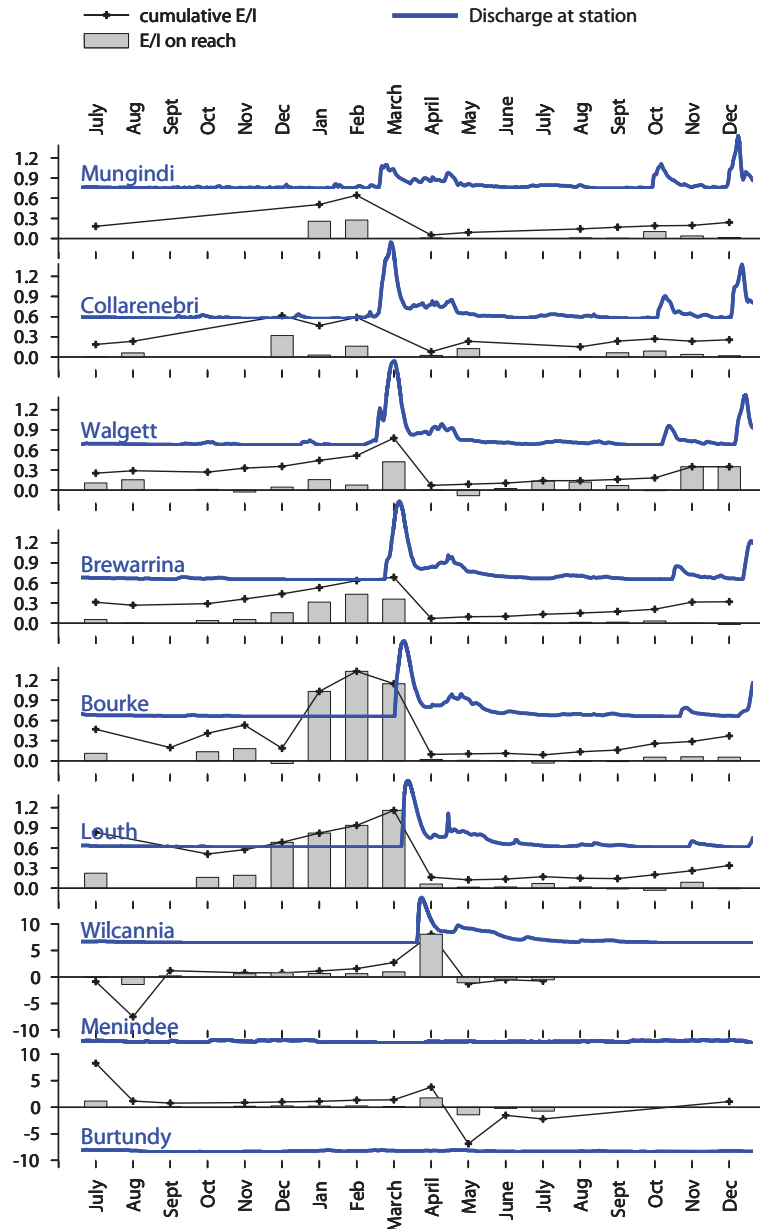 cumulative E/I
Discharge at station
E/I on reach
July Aug Sept Oct Nov Dec Jan Feb March April May June July Aug Sept Oct Nov Dec
1.2
Mungindi
0.9
0.6
0.3
0.0
1.2
0.9
Collarenebri
0.6
0.3
0.0
1.2
0.9
Walgett
0.6
0.3
0.0
1.2
0.9
Brewarrina
0.6
0.3
0.0
1.2
0.9
Bourke
0.6
0.3
0.0
1.2
0.9
Louth
0.6
0.3
0.0
10
Wilcannia
5
0
-5
-10
Menindee
10
5
0
-5
Burtundy
-10
July Aug Sept Oct Nov Dec Jan Feb March April May June July Aug Sept Oct Nov Dec